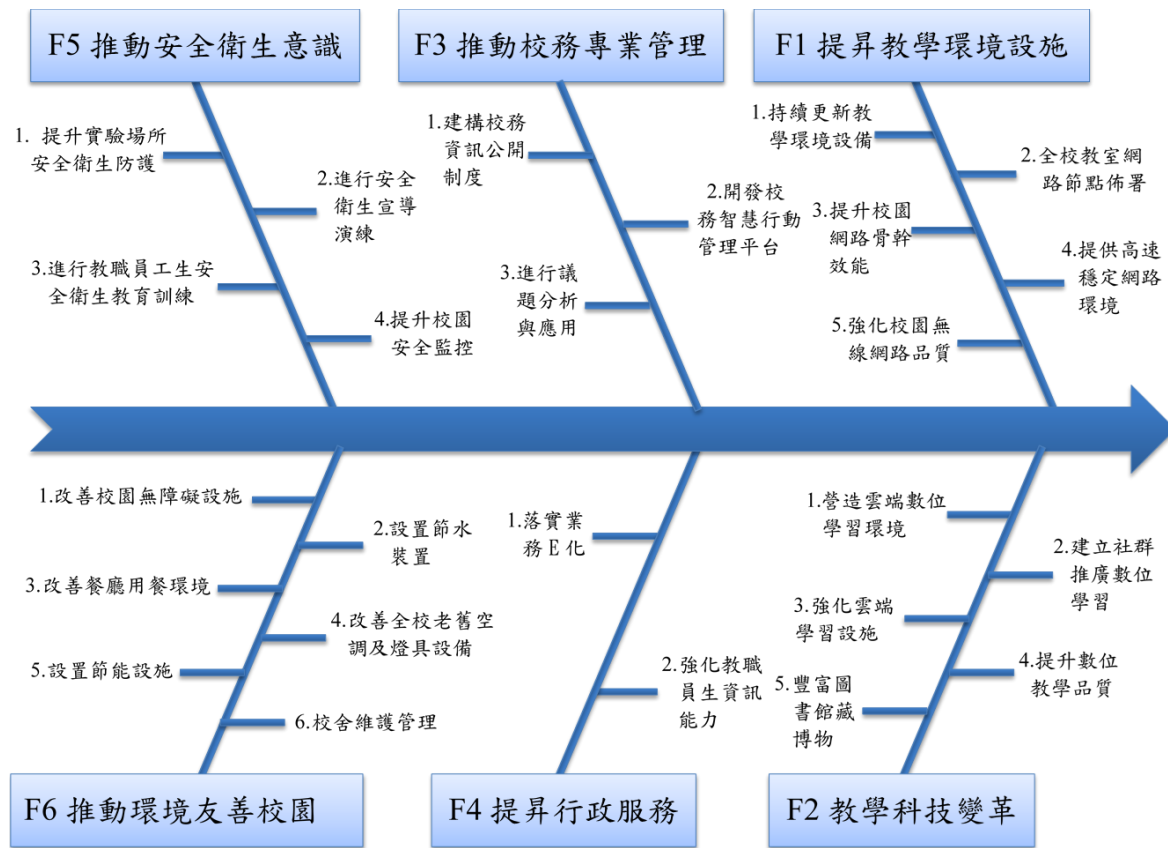 F5 推動安全衛生意識
1. 提升實驗場所
安全衛生防護
2.進行安全
衛生宣導
演練
3.進行教職員工生安
全衛生教育訓練
4.提升校園
安全監控
F3 推動校務專業管理
1.建構校務
資訊公開
制度
2.開發校
務智慧行動
管理平台
3.進行議
題分析
與應用
F1 提昇教學環境設施
1.持續更新教
學環境設備
2.全校教室網
路節點佈署
3.提升校園
網路骨幹
效能
4.提供高速
穩定網路
環境
5.強化校園無
線網路品質
1.改善校園無障礙設施
2.設置節水
裝置
3.改善餐廳用餐環境
4.改善全校老舊空
調及燈具設備
5.設置節能設施
6.校舍維護管理
F6 推動環境友善校園
1.落實業
務E化
2.強化教職
員生資訊
能力
F4 提昇行政服務
1.營造雲端數位
學習環境
2.建立社群
推廣數位
學習
3.強化雲端
學習設施
4.提升數位
教學品質
5.豐富圖
書館藏
博物
F2 教學科技變革